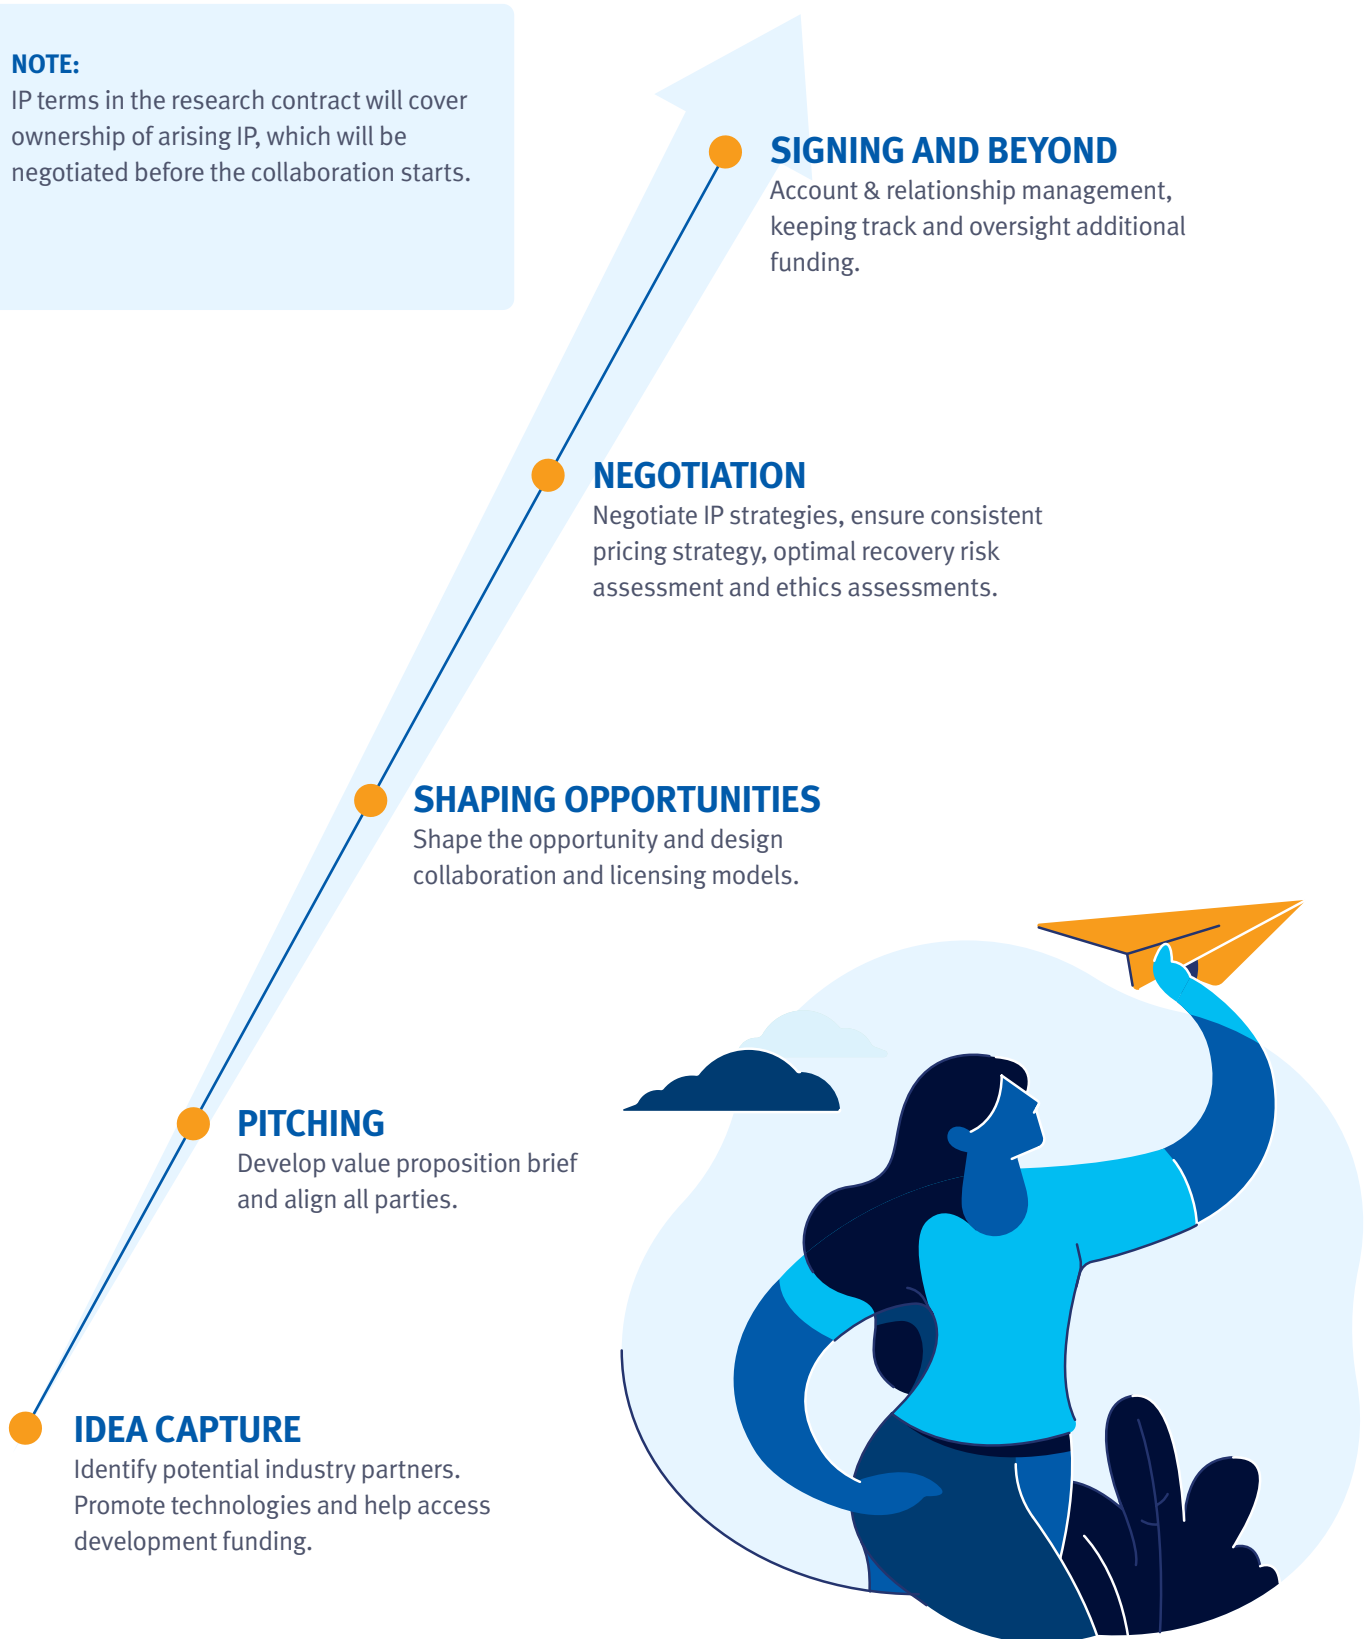 NOTE:
IP terms in the research contract will cover
ownership of arising IP, which will be
negotiated before the collaboration starts.
SIGNING AND BEYOND
Account & relationship management,
keeping track and oversight additional
funding.
NEGOTIATION
Negotiate IP strategies, ensure consistent
pricing strategy, optimal recovery risk
assessment and ethics assessments.
SHAPING OPPORTUNITIES
Shape the opportunity and design
collaboration and licensing models.
PITCHING
Develop value proposition brief
and align all parties.
IDEA CAPTURE
Identify potential industry partners.
Promote technologies and help access
development funding.